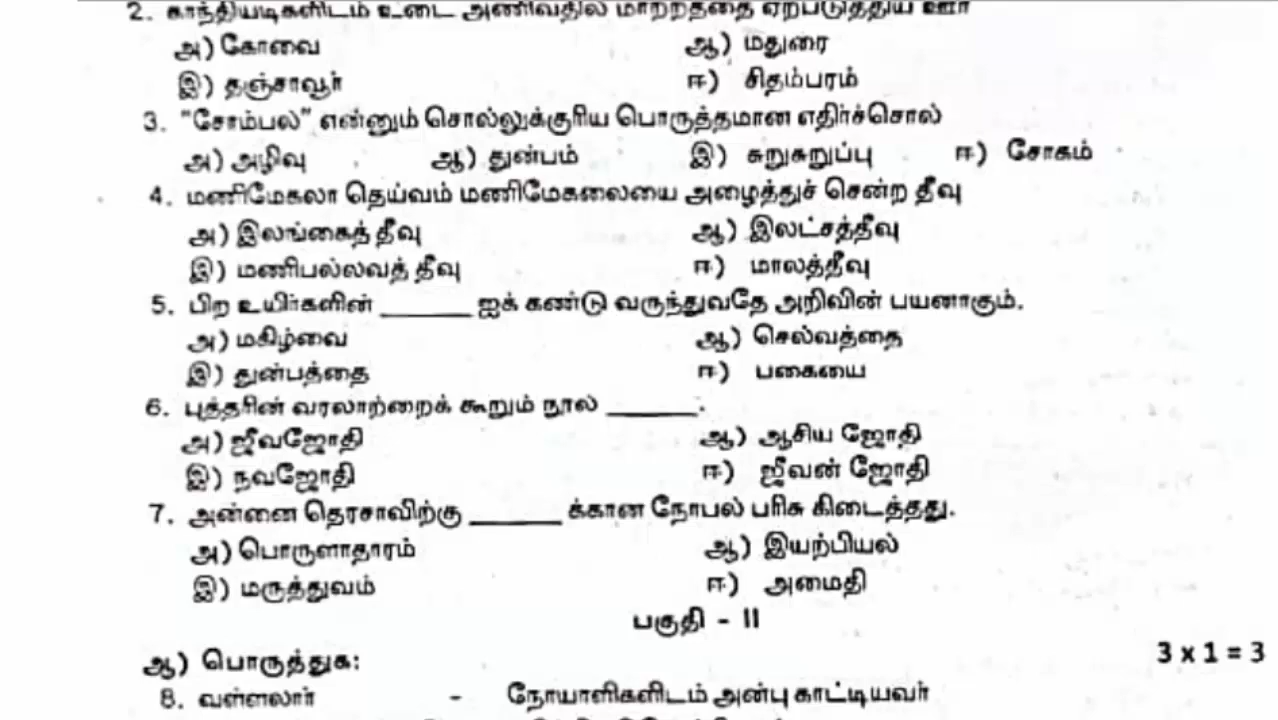 2. காந்தியடிகளிடம் உடை அணிவதில் மாற்றத்தை ஏற்படுத்திய ஊர்
அ) கோவை ஆ) மதுரை
இ) தஞ்சாவூர் ஈ) சிதம்பரம்
3. "சோம்பல்" என்னும் சொல்லுக்குரிய பொருத்தமான எதிர்ச்சொல்
அ) அழிவு ஆ) துன்பம் இ) சுறுசுறுப்பு ஈ) சோகம்
4. மணிமேகலா தெய்வம் மணிமேகலையை அழைத்துச் சென்ற தீவு
அ) இலங்கைத் தீவு ஆ) இலட்சத்தீவு
இ) மணிபல்லவத் தீவு ஈ) மாலத்தீவு
5. பிற உயிர்களின் ______ ஐக் கண்டு வருந்துவதே அறிவின் பயனாகும்.
அ) மகிழ்வை ஆ) செல்வத்தை
இ) துன்பத்தை ஈ) பகையை
6. புத்தரின் வரலாற்றைக் கூறும் நூல் ______.
அ) ஜீவஜோதி ஆ) ஆசிய ஜோதி
இ) நவஜோதி ஈ) ஜீவன் ஜோதி
7. அன்னை தெரசாவிற்கு ______ க்கான நோபல் பரிசு கிடைத்தது.
அ) பொருளாதாரம் ஆ) இயற்பியல்
இ) மருத்துவம் ஈ) அமைதி
பகுதி - II
ஆ) பொருத்துக: 3 x 1 = 3
8. வள்ளலார் - நோயாளிகளிடம் அன்பு காட்டியவர்